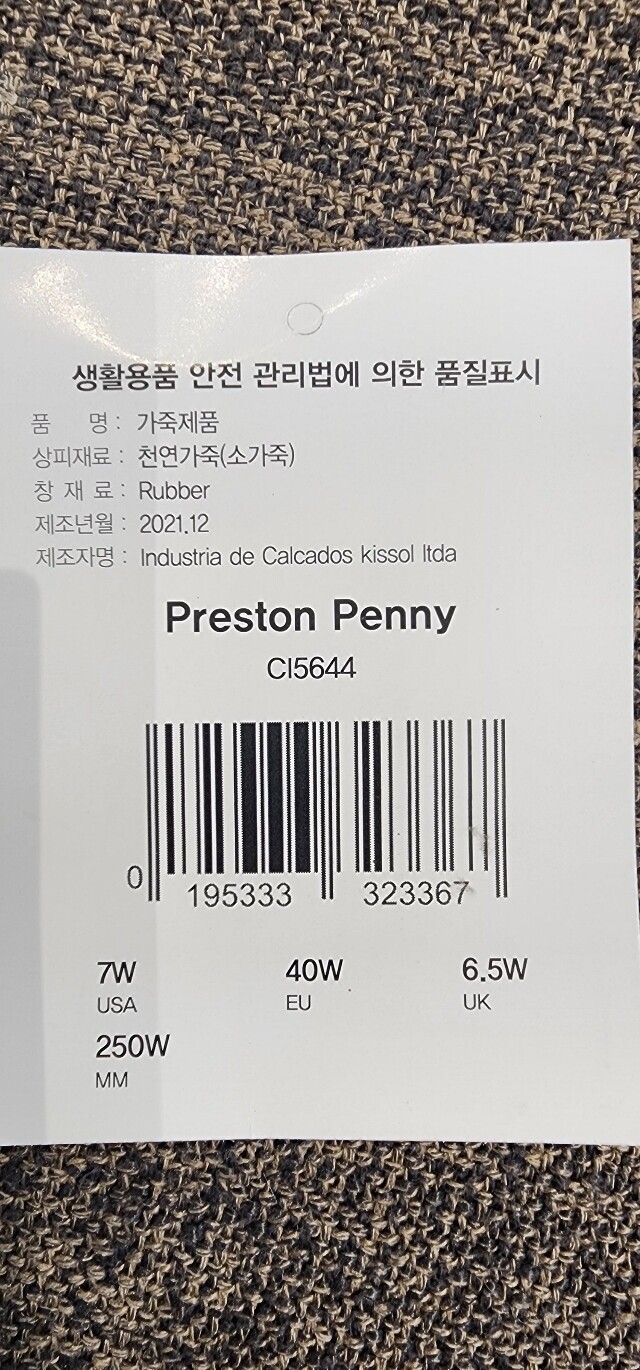 생활용품 안전 관리법에 의한 품질표시
품 명 : 가죽제품
상피재료 : 천연가죽(소가죽)
창 재 료 : Rubber
제조년월 : 2021.12
제조자명 : Industria de Calcados kissol ltda
Preston Penny
CI5644
0 195333 323367
7W 40W 6.5W
USA EU UK
250W
MM